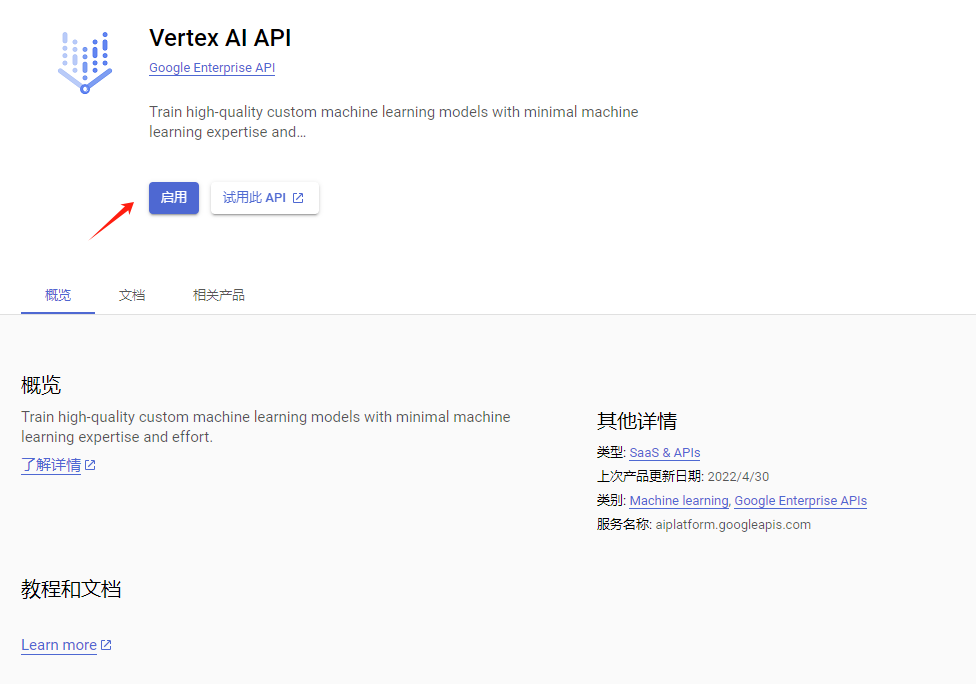 Vertex AI API
Google Enterprise API
Train high-quality custom machine learning models with minimal machine
learning expertise and...
启用
试用此 API
概览
文档
相关产品
概览
Train high-quality custom machine learning models with minimal machine
learning expertise and effort.
了解详情
其他详情
类型: SaaS & APIs
上次产品更新日期: 2022/4/30
类别: Machine learning, Google Enterprise APIs
服务名称: aiplatform.googleapis.com
教程和文档
Learn more